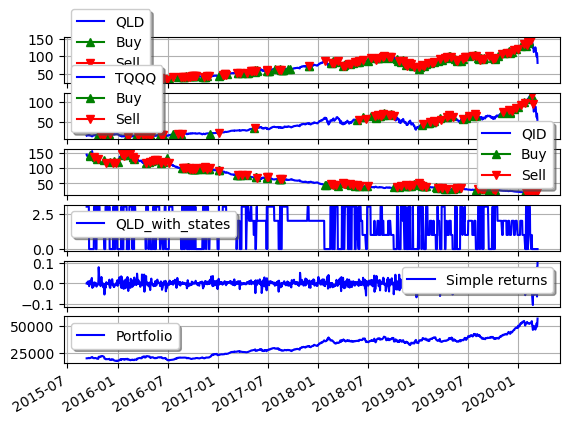 QLD
Buy
Sell
150
100
50
TQQQ
Buy
Sell
100
50
QID
Buy
Sell
150
100
50
QLD_with_states
2.5
0.0
Simple returns
0.1
0.0
−0.1
Portfolio
50000
25000
2015-07 2016-01 2016-07 2017-01 2017-07 2018-01 2018-07 2019-01 2019-07 2020-01